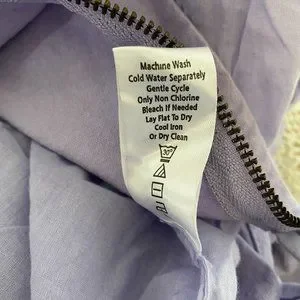 Machine Wash
Cold Water Separately
Gentle Cycle
Only Non Chlorine
Bleach If Needed
Lay Flat To Dry
Cool Iron
Or Dry Clean
30°